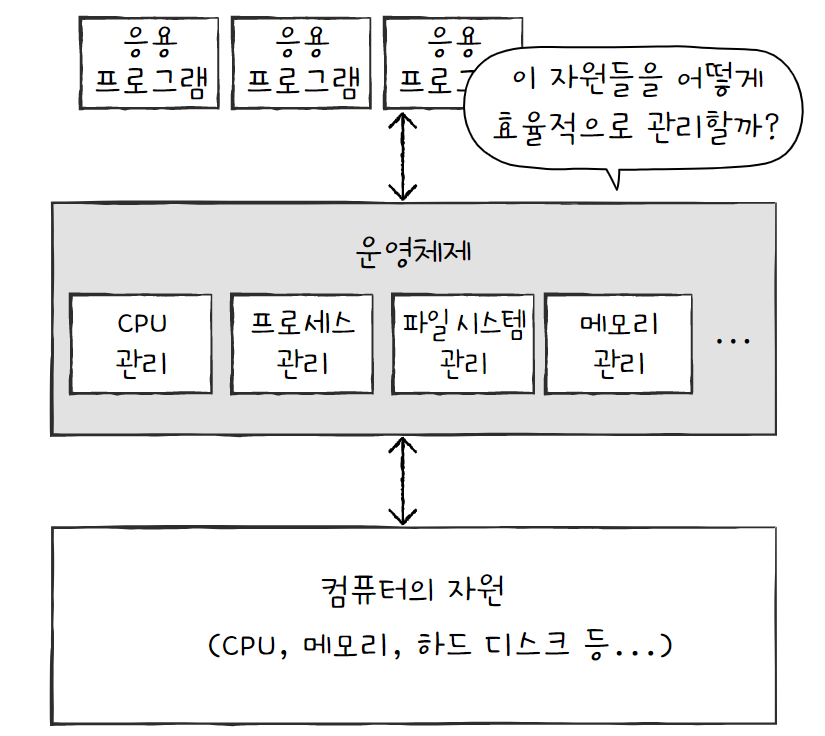 응용
프로그램
응용
프로그램
응용
프로그
이 자원들을 어떻게
효율적으로 관리할까?
운영체제
CPU
관리
프로세스
관리
파일시스템
관리
메모리
관리
...
컴퓨터의 자원
(CPU, 메모리, 하드 디스크 등...)